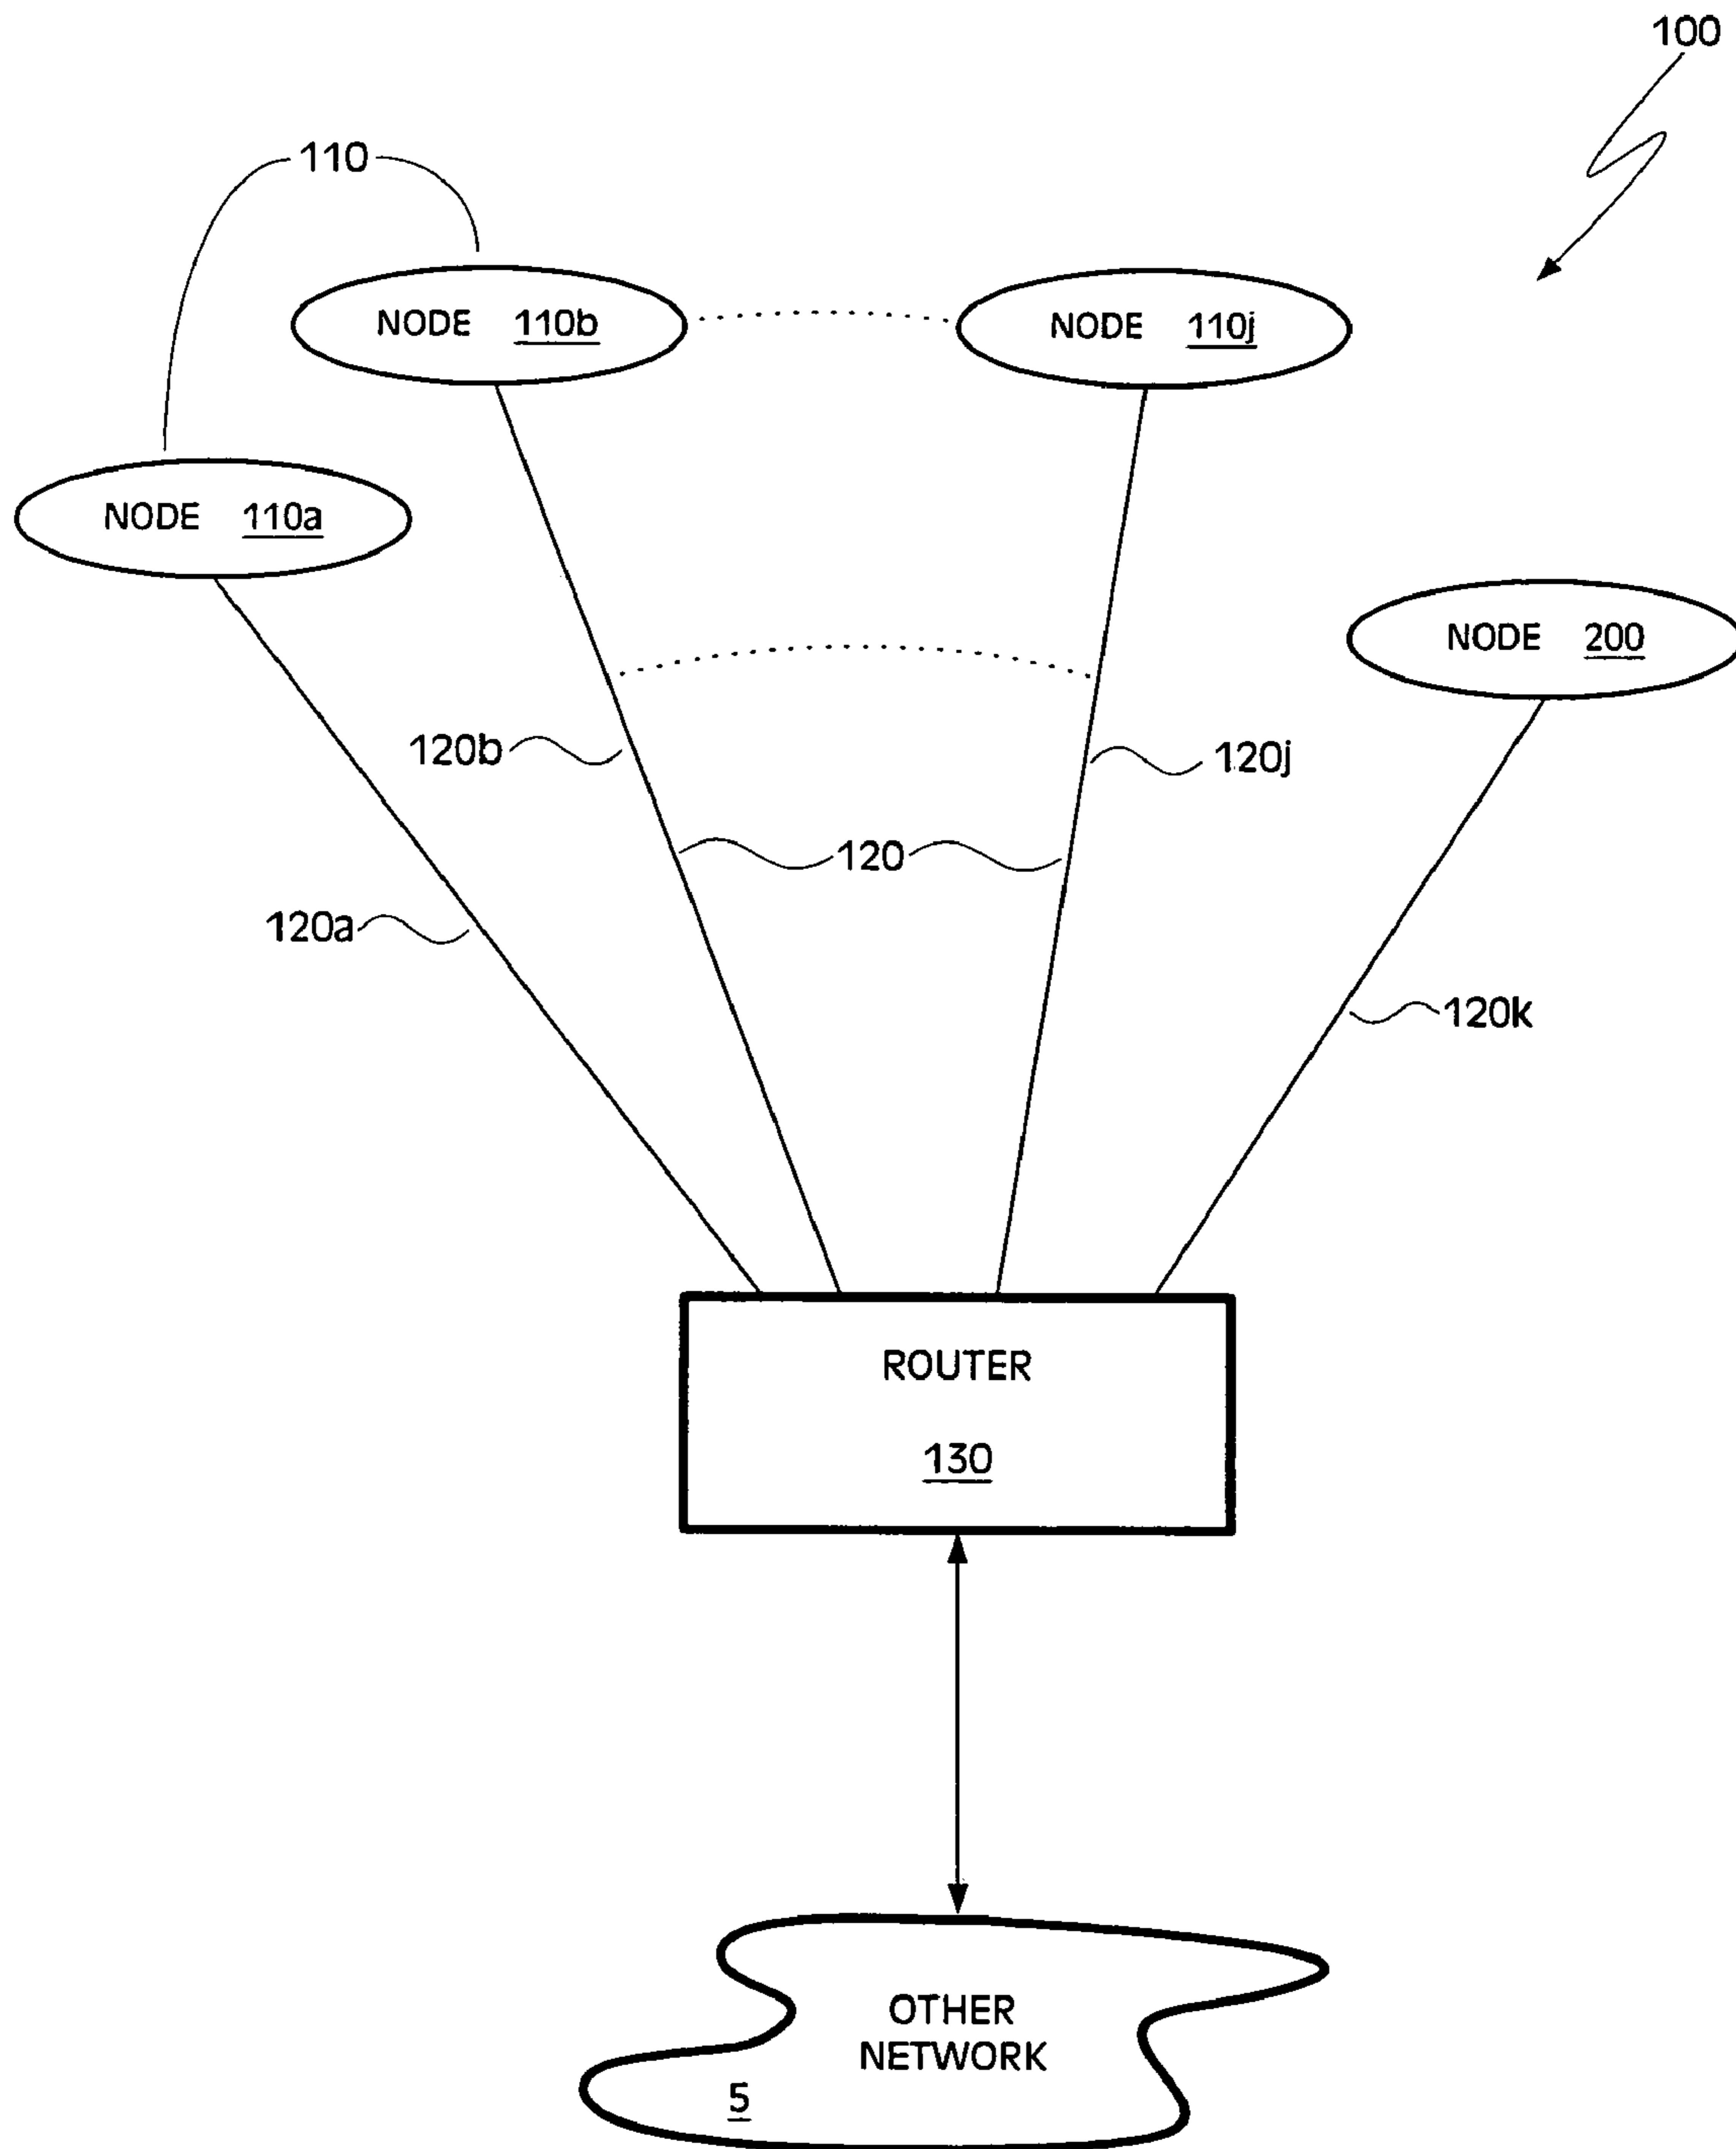 100
110
NODE 110b
NODE 110j
NODE 110a
NODE 200
120b
120j
120
120a
120k
ROUTER
130
OTHER
NETWORK
5